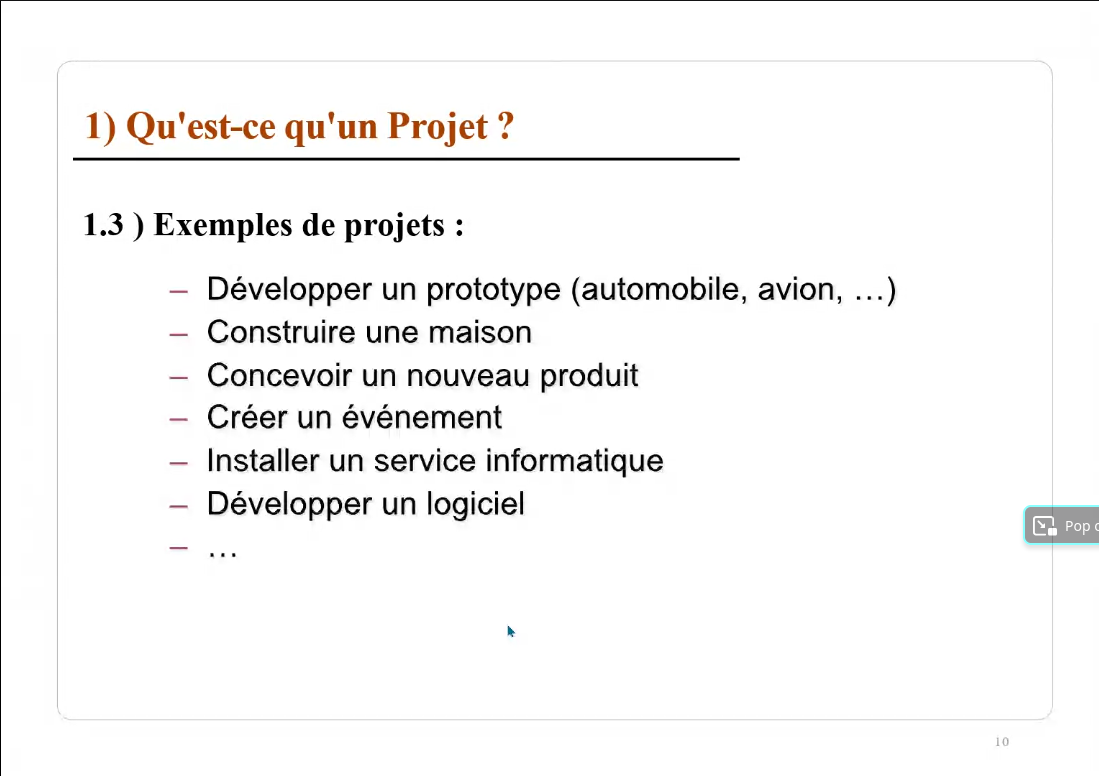 1) Qu'est-ce qu'un Projet ?
1.3 ) Exemples de projets :
– Développer un prototype (automobile, avion, …)
– Construire une maison
– Concevoir un nouveau produit
– Créer un événement
– Installer un service informatique
– Développer un logiciel
– …
Pop
10